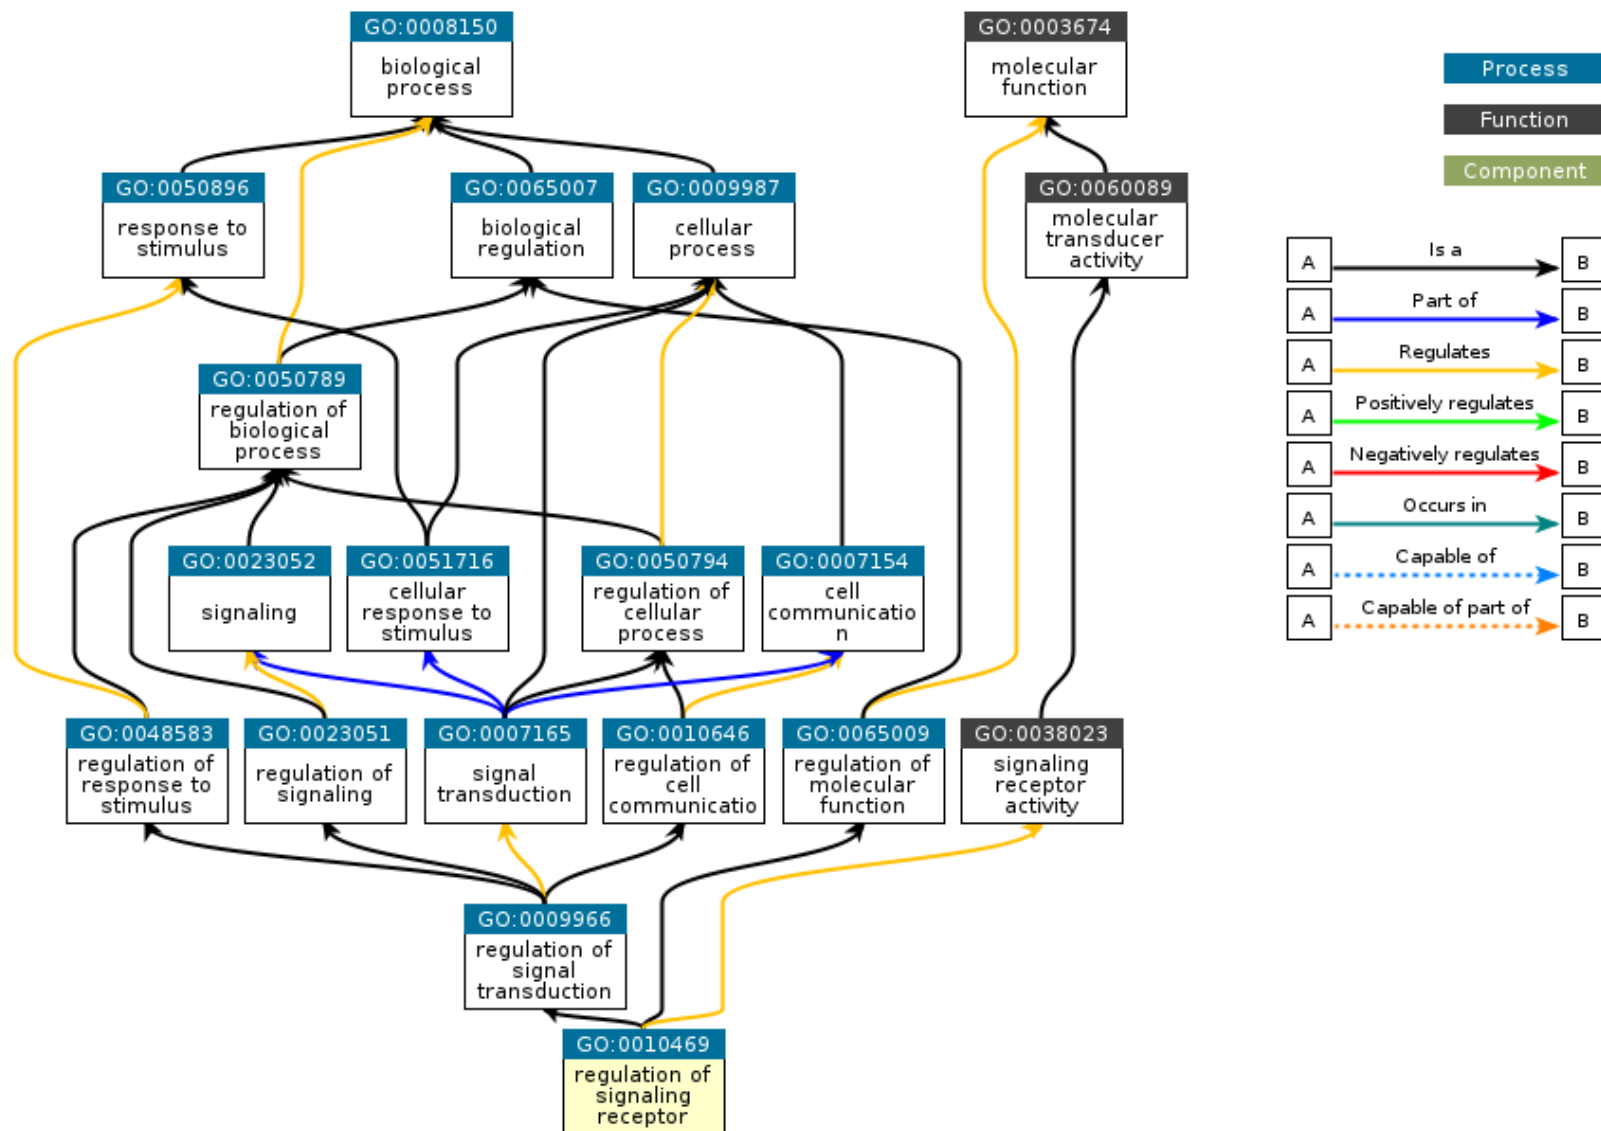 GO:0008150
biological
process
GO:0003674
molecular
function
Process
Function
Component
GO:0050896
response to
stimulus
GO:0065007
biological
regulation
GO:0009987
cellular
process
GO:0060089
molecular
transducer
activity
A Is a B
A Part of B
A Regulates B
A Positively regulates B
A Negatively regulates B
A Occurs in B
A Capable of B
A Capable of part of B
GO:0050789
regulation of
biological
process
GO:0023052
signaling
GO:0051716
cellular
response to
stimulus
GO:0050794
regulation of
cellular
process
GO:0007154
cell
communicatio
n
GO:0048583
regulation of
response to
stimulus
GO:0023051
regulation of
signaling
GO:0007165
signal
transduction
GO:0010646
regulation of
cell
communicatio
GO:0065009
regulation of
molecular
function
GO:0038023
signaling
receptor
activity
GO:0009966
regulation of
signal
transduction
GO:0010469
regulation of
signaling
receptor